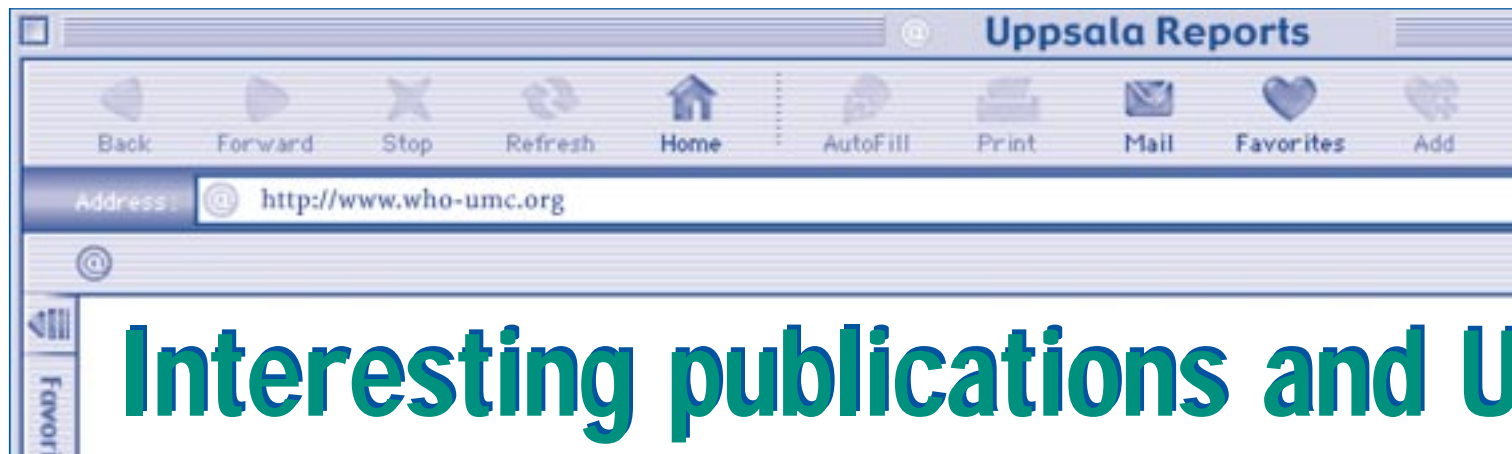 Uppsala Reports
Back Forward Stop Refresh Home AutoFill Print Mail Favorites Add
Address: http://www.who-umc.org
Interesting publications and U
Favori